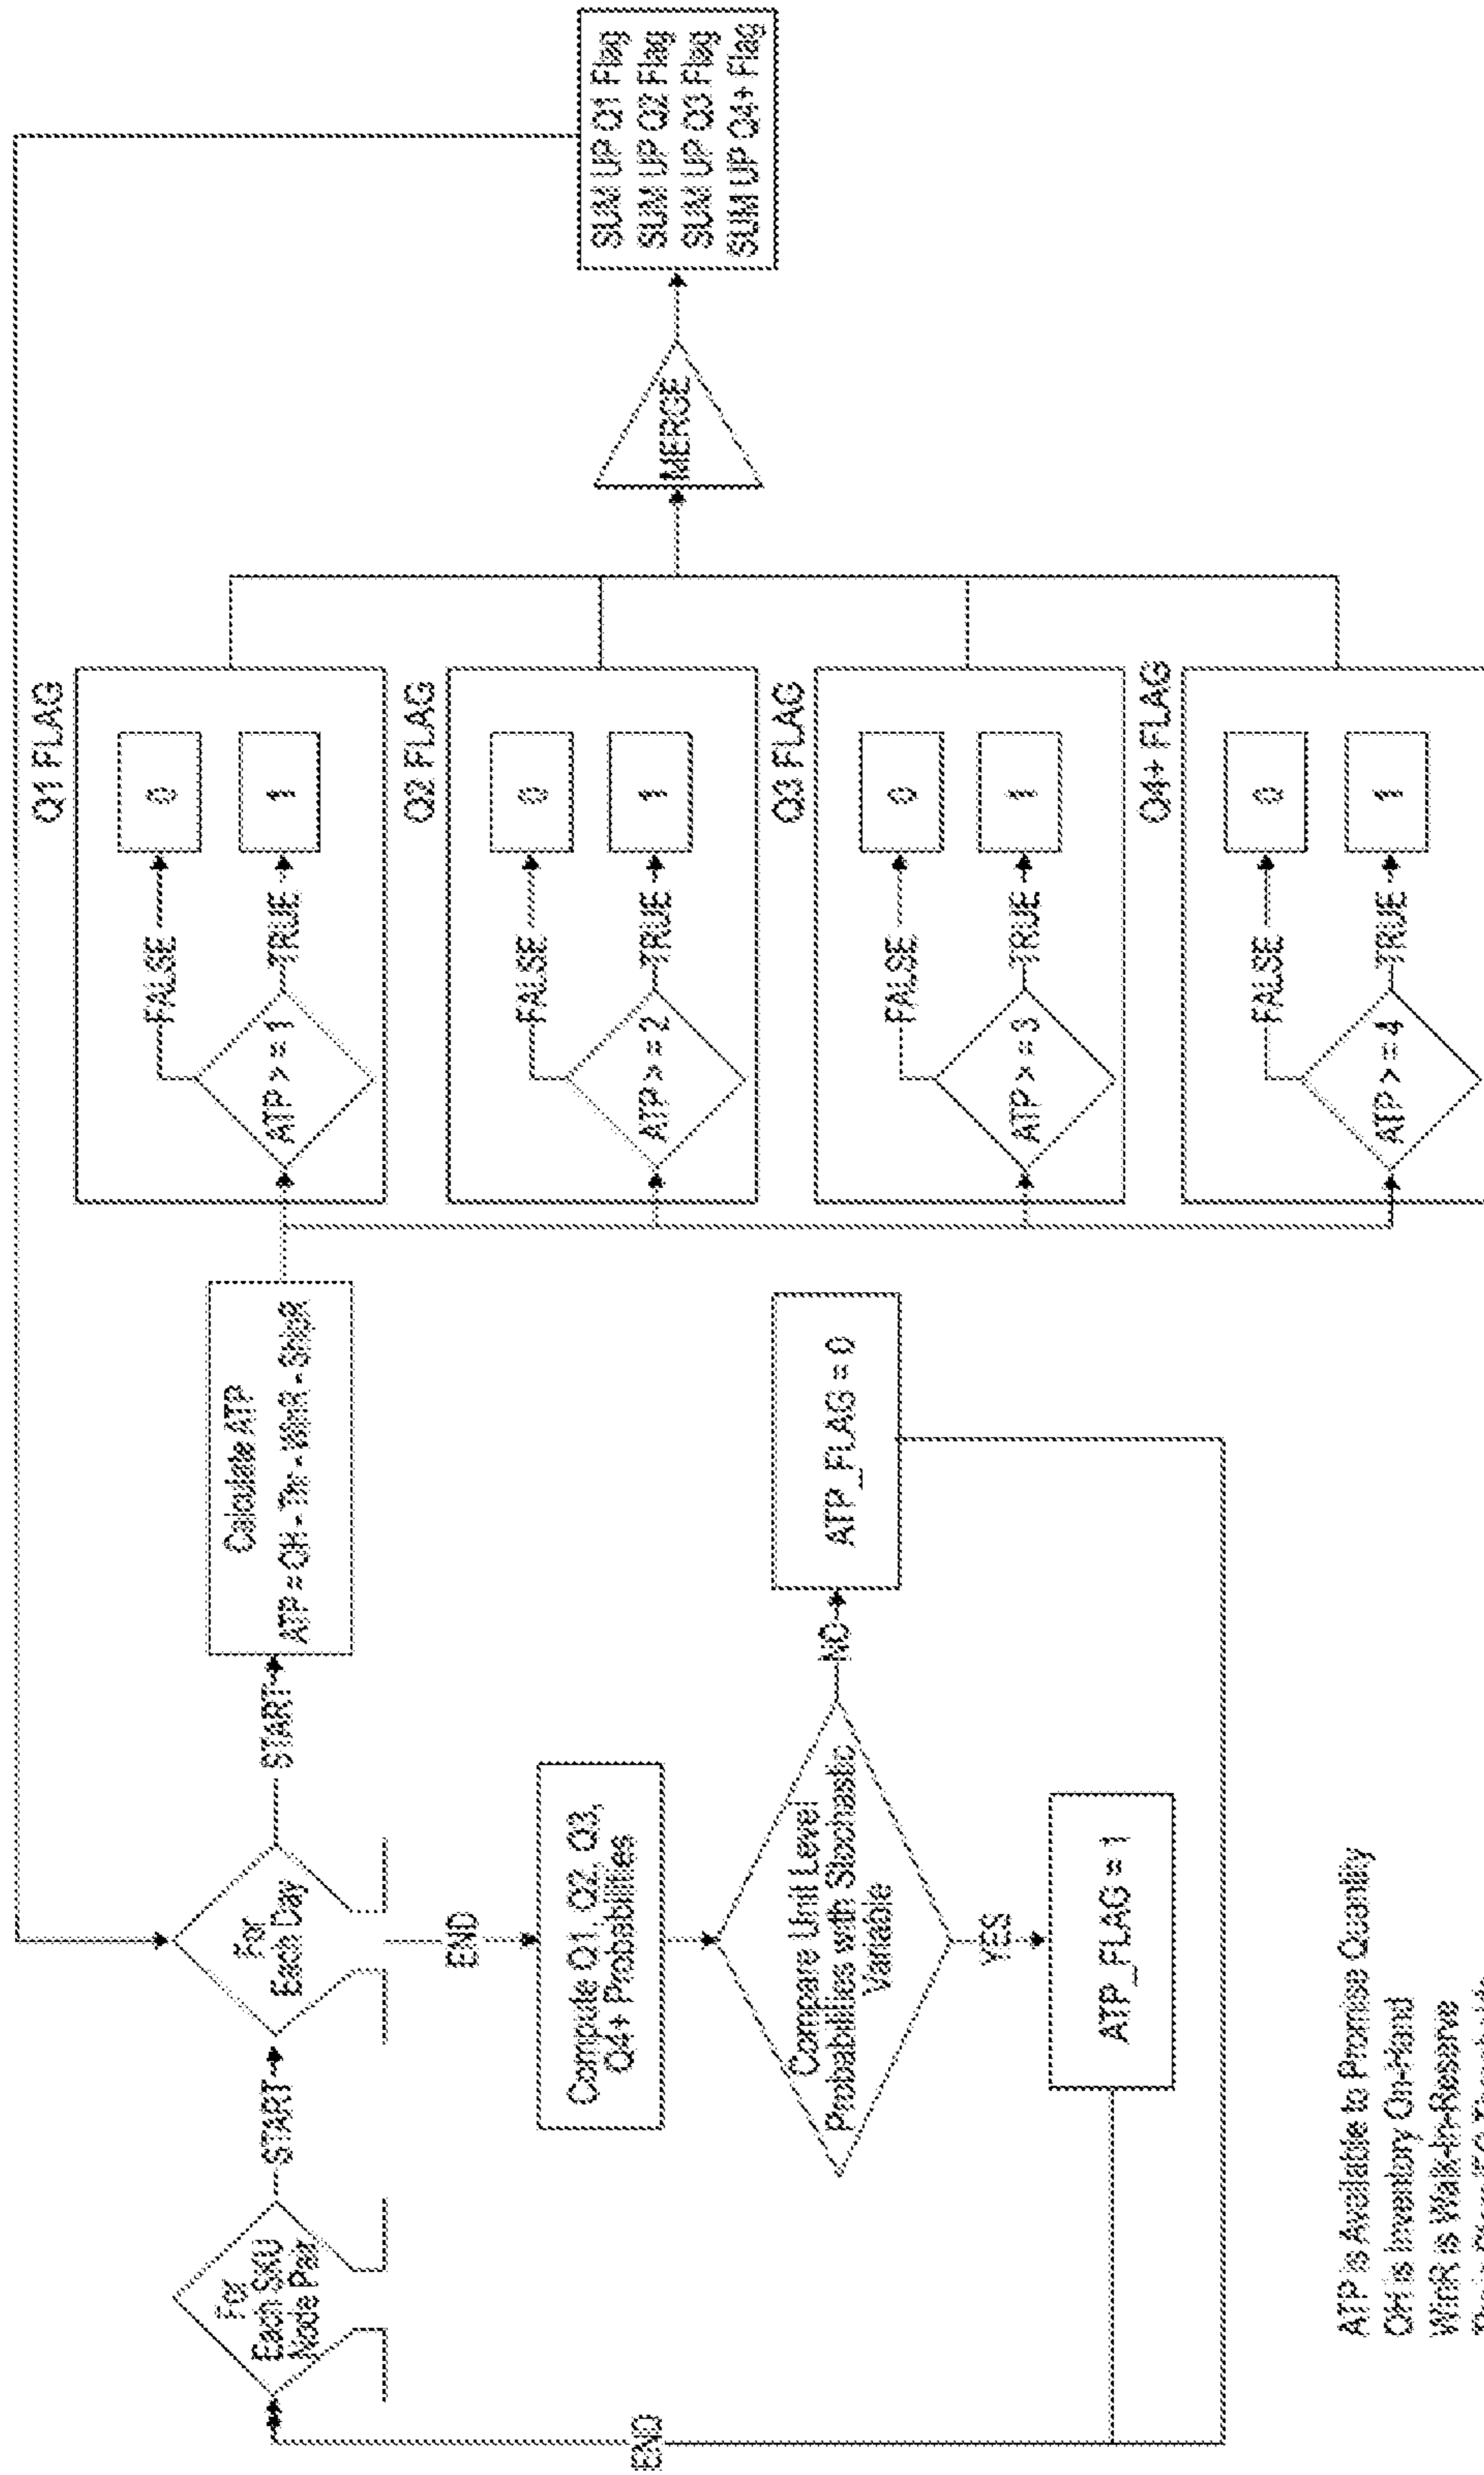 For
Each SKU
Node Pair
START
For
Each Day
START
Calculate ATP
ATP = OH - Thr - WinR - ShipR
Q1 FLAG
ATP > = 1
FALSE
0
TRUE
1
Q2 FLAG
ATP > = 2
FALSE
0
TRUE
1
Q3 FLAG
ATP > = 3
FALSE
0
TRUE
1
Q4+ FLAG
ATP > = 4
FALSE
0
TRUE
1
MERGE
SUM UP Q1 Flag
SUM UP Q2 Flag
SUM UP Q3 Flag
SUM UP Q4+ Flag
END
Compute Q1, Q2, Q3,
Q4+ Probabilities
Compare Unit Level
Probabilities with Stochastic
Variable
NO
ATP_FLAG = 0
YES
ATP_FLAG = 1
END
ATP is Available to Promise Quantity
OH is Inventory On-Hand
WinR is Walk-In-Reserve